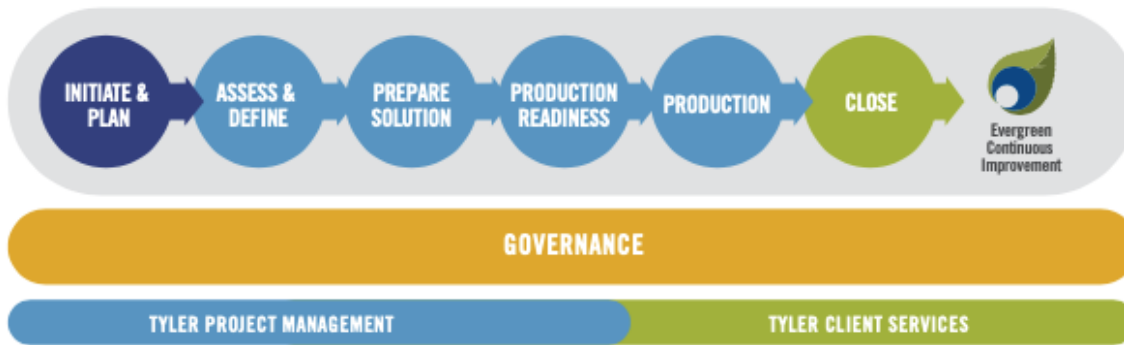 INITIATE &
PLAN
ASSESS &
DEFINE
PREPARE
SOLUTION
PRODUCTION
READINESS
PRODUCTION
CLOSE
Evergreen
Continuous
Improvement
GOVERNANCE
TYLER PROJECT MANAGEMENT
TYLER CLIENT SERVICES